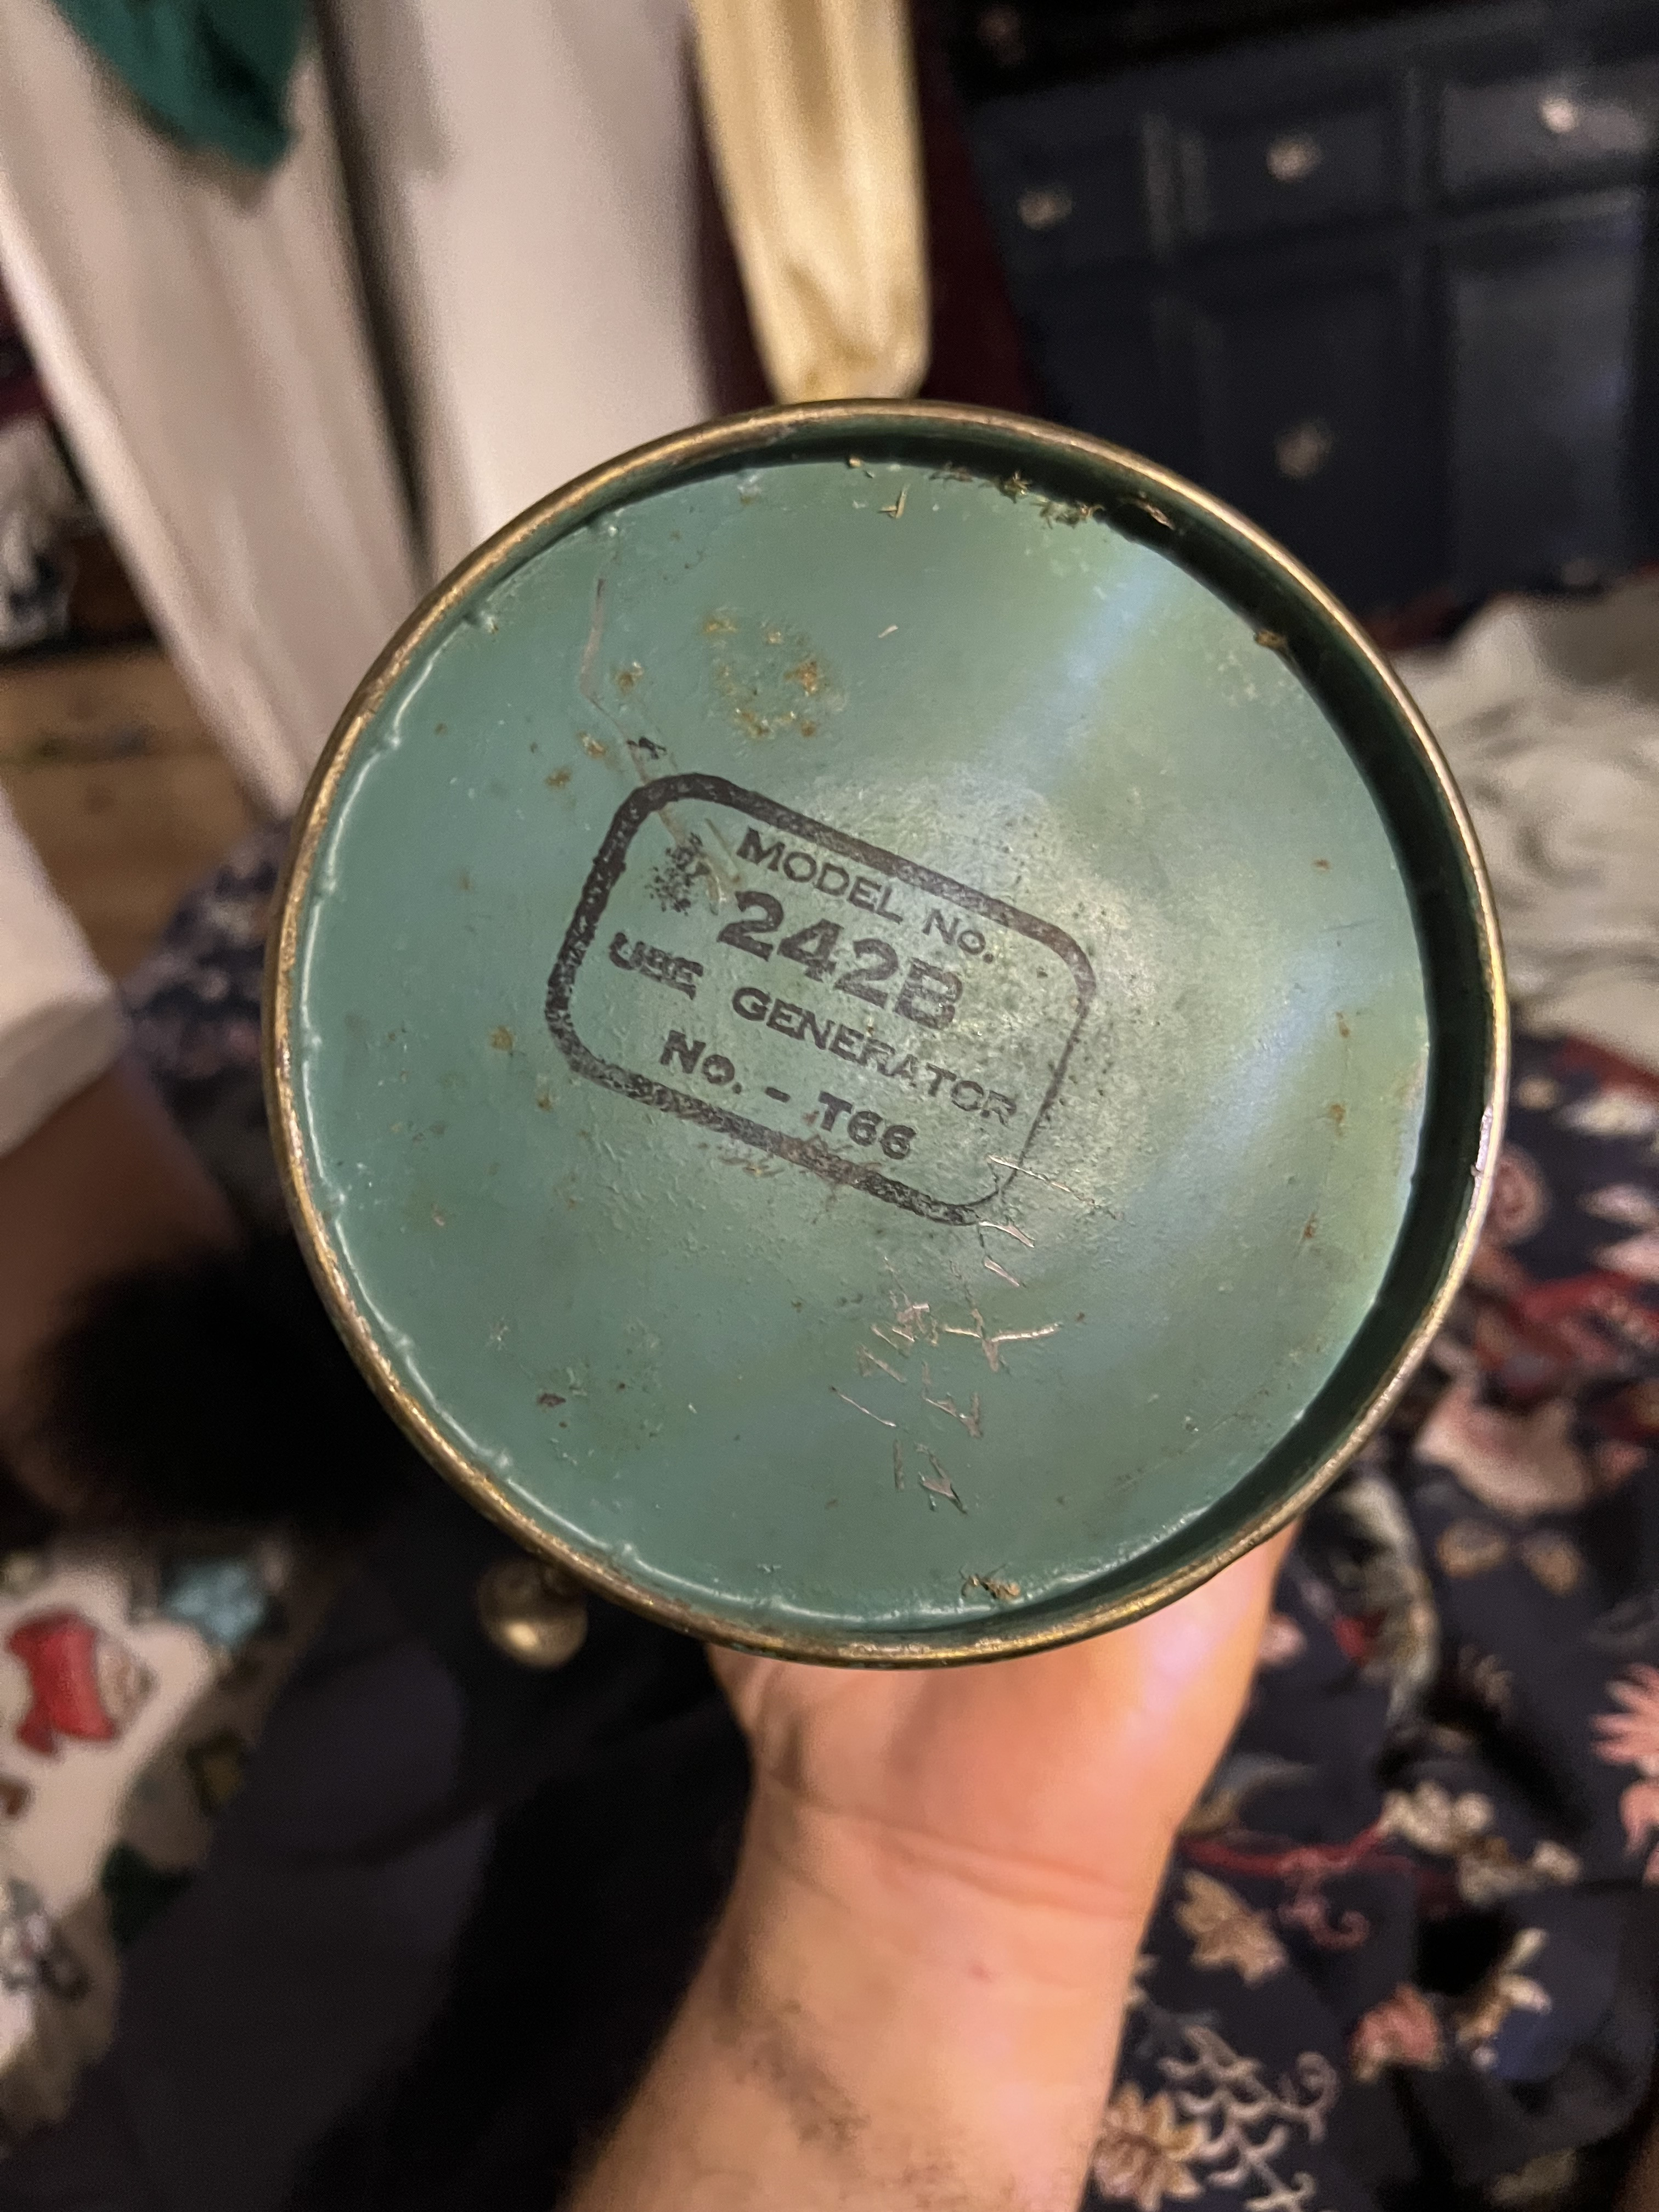 MODEL NO.
242B
USE GENERATOR
No. - T66